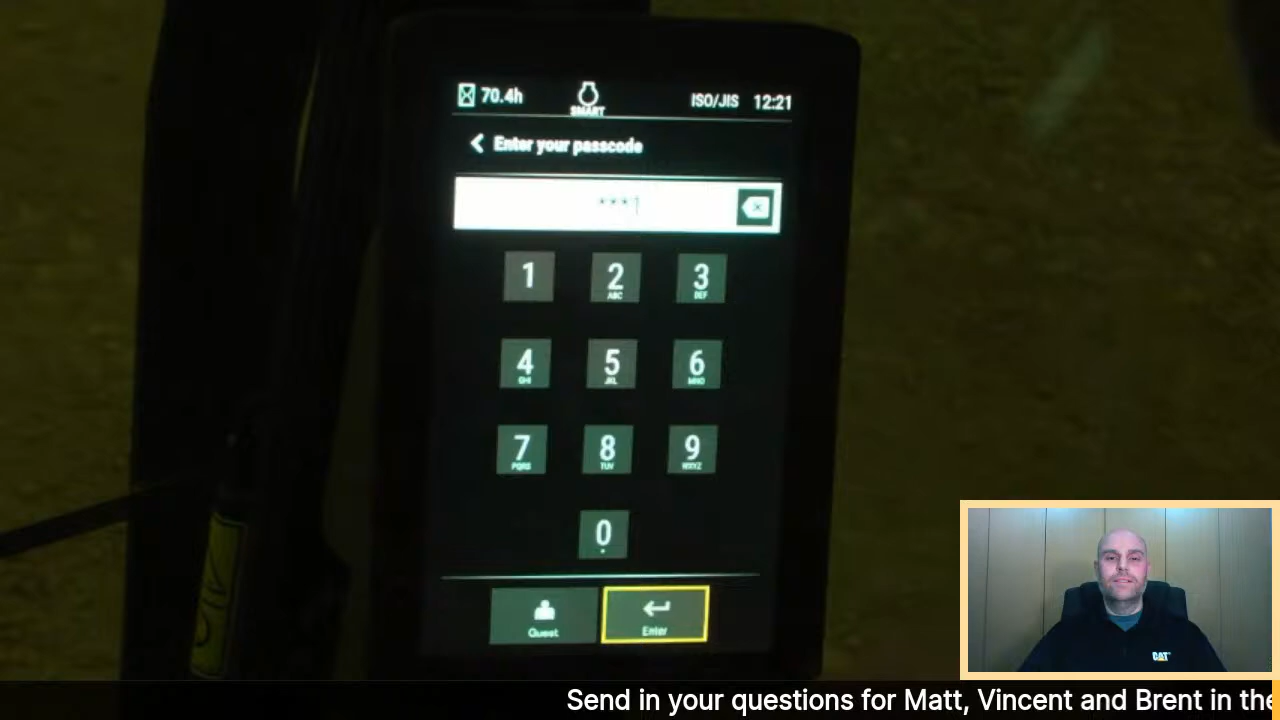 70.4h
SMART
ISO/JIS 12:21
Enter your passcode
***1
1
2 ABC
3 DEF
4 GHI
5 JKL
6 MNO
7 PQRS
8 TUV
9 WXYZ
0
Guest
Enter
CAT
Send in your questions for Matt, Vincent and Brent in the